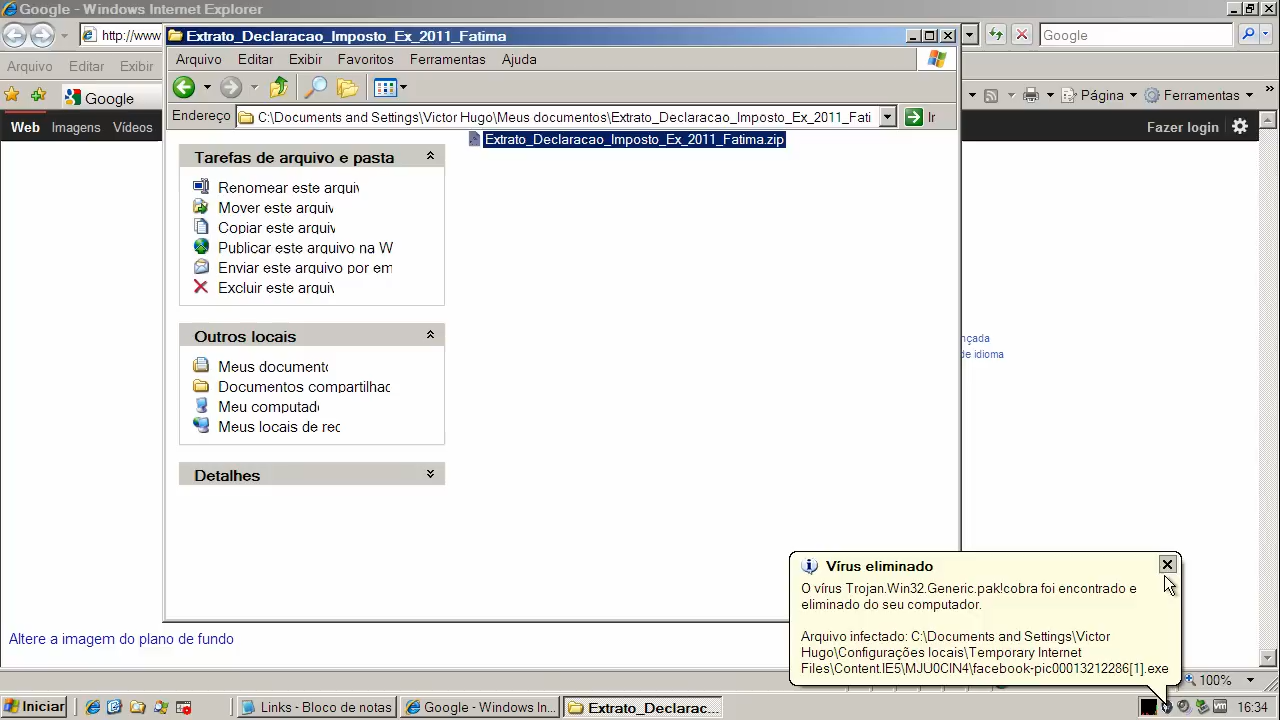 Google - Windows Internet Explorer
http://www
Google
Arquivo Editar Exibir
Google
Página
Ferramentas
Web Imagens Vídeos
Fazer login
Extrato_Declaracao_Imposto_Ex_2011_Fatima
Arquivo Editar Exibir Favoritos Ferramentas Ajuda
Endereço C:\Documents and Settings\Victor Hugo\Meus documentos\Extrato_Declaracao_Imposto_Ex_2011_Fati Ir
Extrato_Declaracao_Imposto_Ex_2011_Fatima.zip
Tarefas de arquivo e pasta
Renomear este arquiv
Mover este arquiv
Copiar este arquiv
Publicar este arquivo na W
Enviar este arquivo por em
Excluir este arquiv
Outros locais
Meus documento
Documentos compartilhac
Meu computad
Meus locais de rec
Detalhes
nçada
de idioma
Altere a imagem do plano de fundo
Vírus eliminado
O vírus Trojan.Win32.Generic.pak!cobra foi encontrado e
eliminado do seu computador.
Arquivo infectado: C:\Documents and Settings\Victor
Hugo\Configurações locais\Temporary Internet
Files\Content.IE5\MJU0CIN4\facebook-pic00013212286[1].exe
100%
Iniciar
Links - Bloco de notas
Google - Windows In...
Extrato_Declarac...
16:34